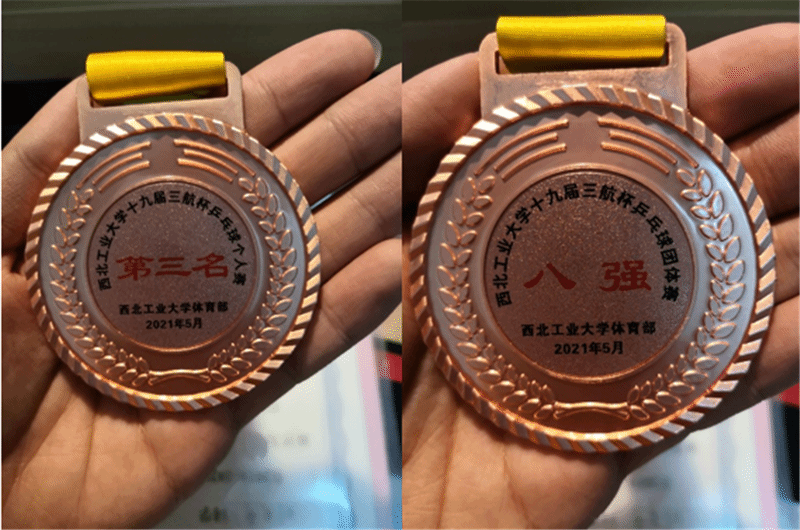 西北工业大学十九届三航杯乒乓球个人赛
第三名
西北工业大学体育部
2021年5月
西北工业大学十九届三航杯乒乓球团体赛
八强
西北工业大学体育部
2021年5月